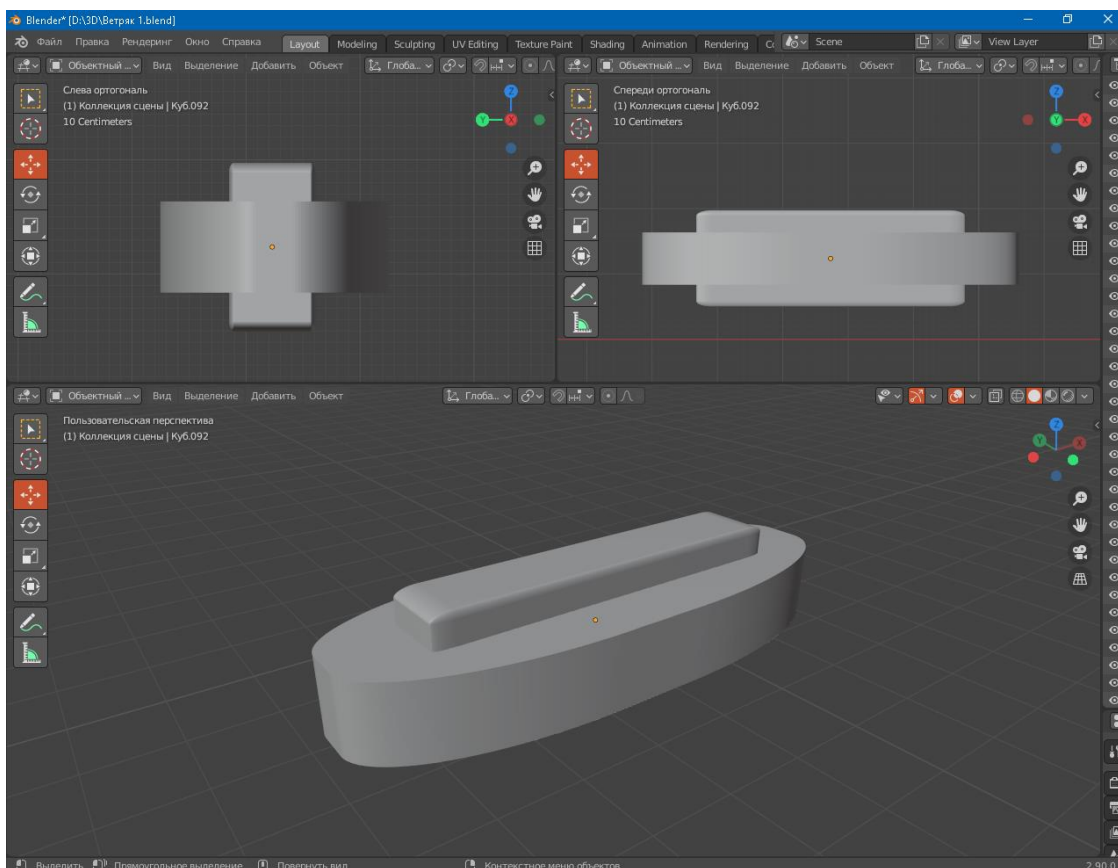 Blender* [D:\3D\Ветряк 1.blend]
Файл Правка Рендеринг Окно Справка Layout Modeling Sculpting UV Editing Texture Paint Shading Animation Rendering Scene View Layer
Объектный ... Вид Выделение Добавить Объект Глоба...
Слева ортогональ
(1) Коллекция сцены | Куб.092
10 Centimeters
Z
Y X
Объектный ... Вид Выделение Добавить Объект Глоба...
Спереди ортогональ
(1) Коллекция сцены | Куб.092
10 Centimeters
Z
Y X
Объектный ... Вид Выделение Добавить Объект Глоба...
Пользовательская перспектива
(1) Коллекция сцены | Куб.092
Z
Y X
Выделить Прямоугольное выделение Повернуть вид Контекстное меню объектов 2.90.0